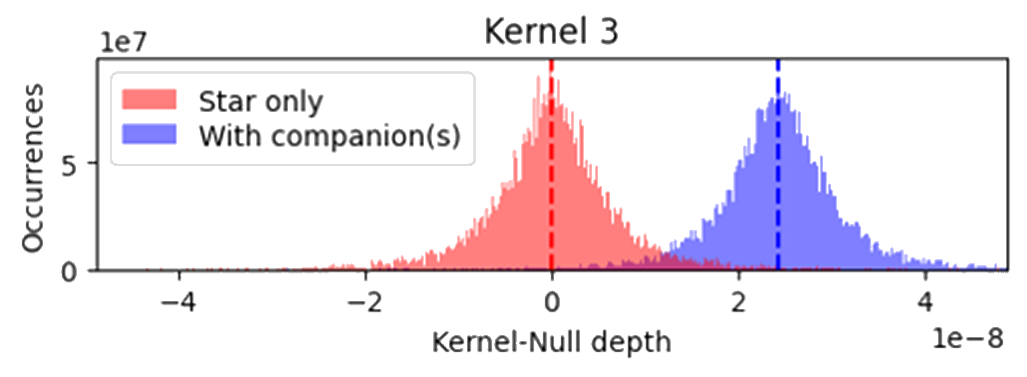 Kernel 3
1e7
Star only
With companion(s)
Occurrences
5
0
−4 −2 0 2 4
Kernel-Null depth
1e−8